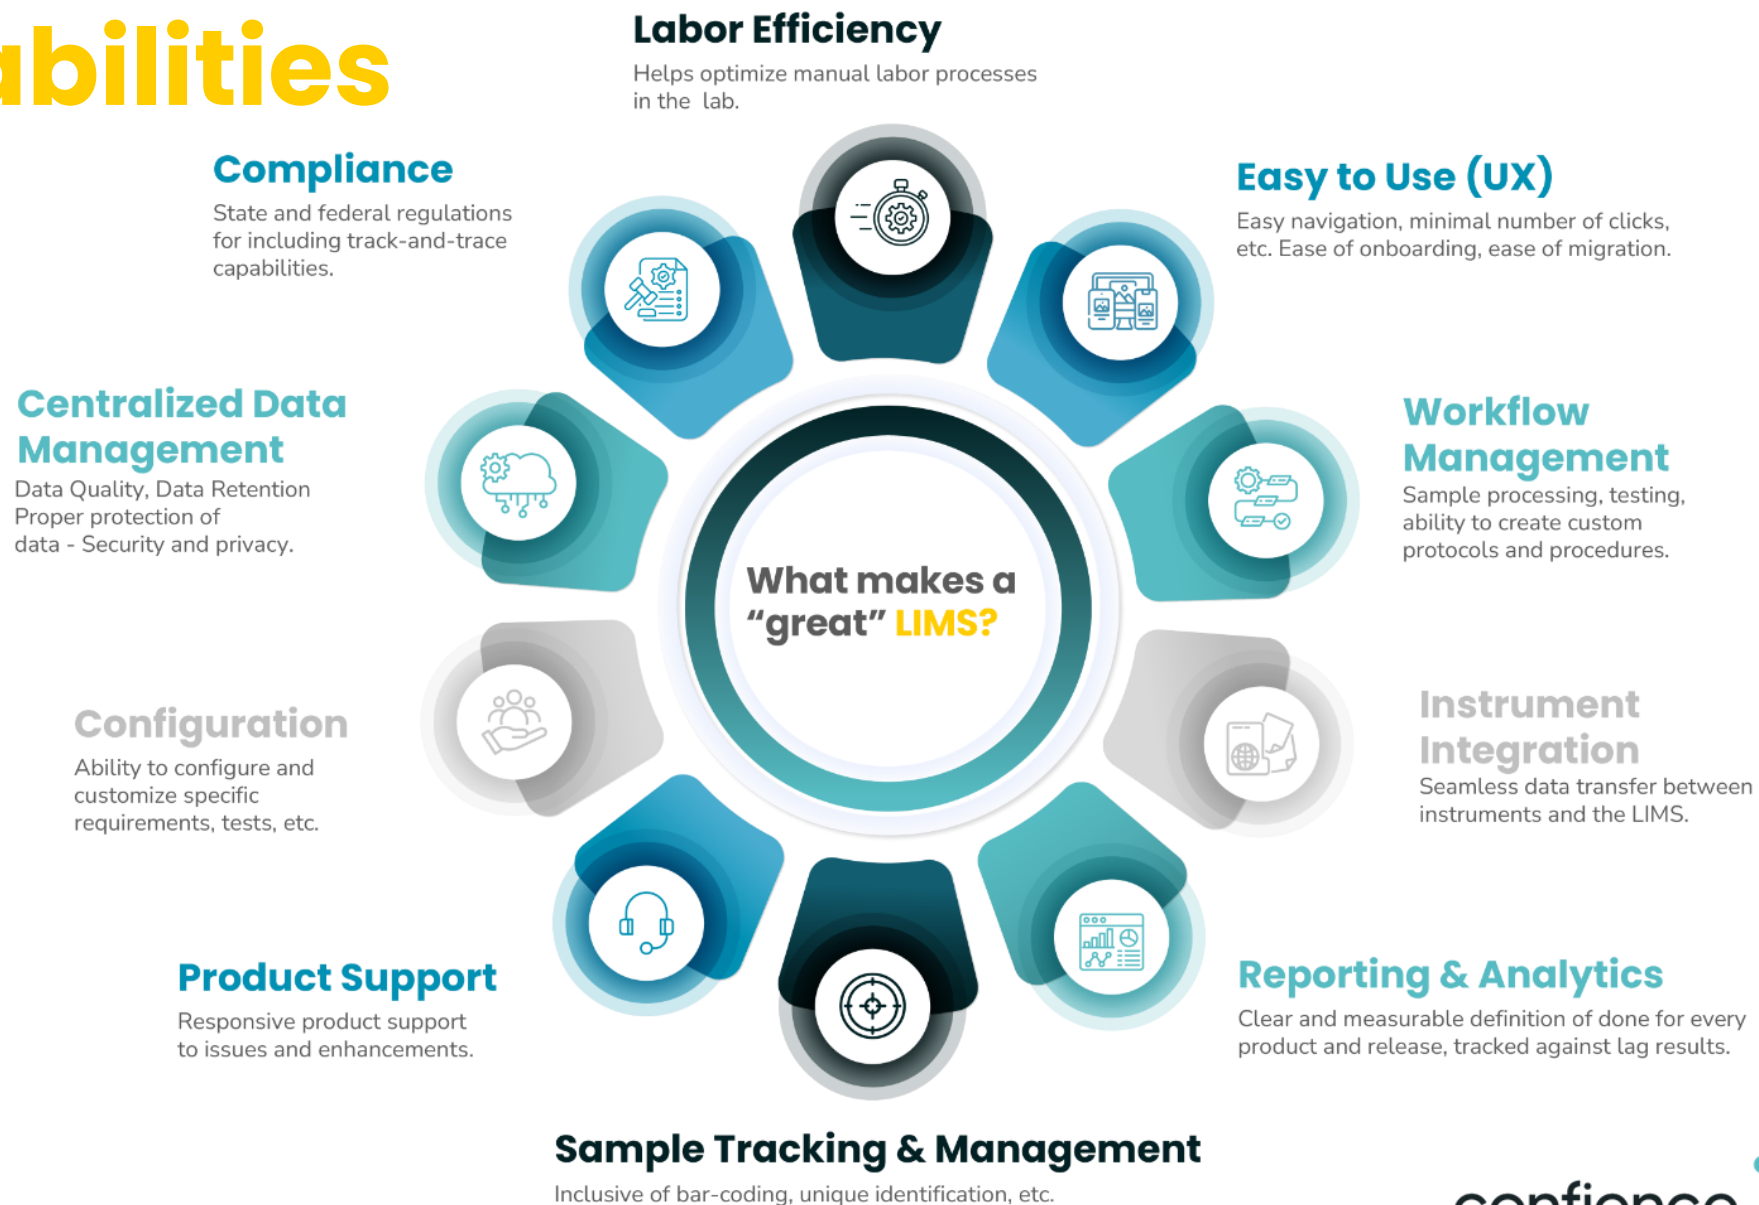 abilities
Labor Efficiency
Helps optimize manual labor processes
in the lab.
Compliance
State and federal regulations
for including track-and-trace
capabilities.
Easy to Use (UX)
Easy navigation, minimal number of clicks,
etc. Ease of onboarding, ease of migration.
Centralized Data
Management
Data Quality, Data Retention
Proper protection of
data - Security and privacy.
Workflow
Management
Sample processing, testing,
ability to create custom
protocols and procedures.
What makes a
“great” LIMS?
Configuration
Ability to configure and
customize specific
requirements, tests, etc.
Instrument
Integration
Seamless data transfer between
instruments and the LIMS.
Product Support
Responsive product support
to issues and enhancements.
Reporting & Analytics
Clear and measurable definition of done for every
product and release, tracked against lag results.
Sample Tracking & Management
Inclusive of bar-coding, unique identification, etc.
confience